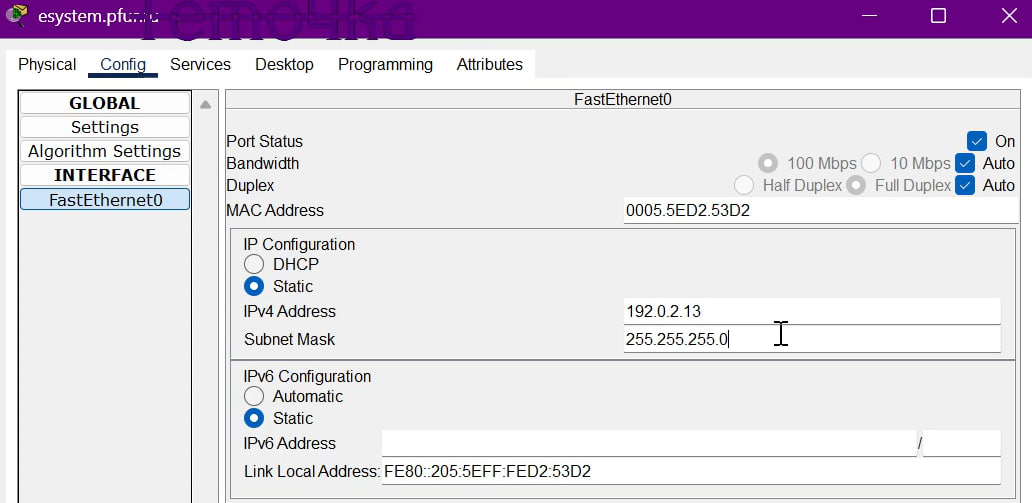 esystem.pfur.ru
Темочка
Physical Config Services Desktop Programming Attributes
GLOBAL
Settings
Algorithm Settings
INTERFACE
FastEthernet0
FastEthernet0
Port Status On
Bandwidth 100 Mbps 10 Mbps Auto
Duplex Half Duplex Full Duplex Auto
MAC Address 0005.5ED2.53D2
IP Configuration
DHCP
Static
IPv4 Address 192.0.2.13
Subnet Mask 255.255.255.0
IPv6 Configuration
Automatic
Static
IPv6 Address /
Link Local Address: FE80::205:5EFF:FED2:53D2